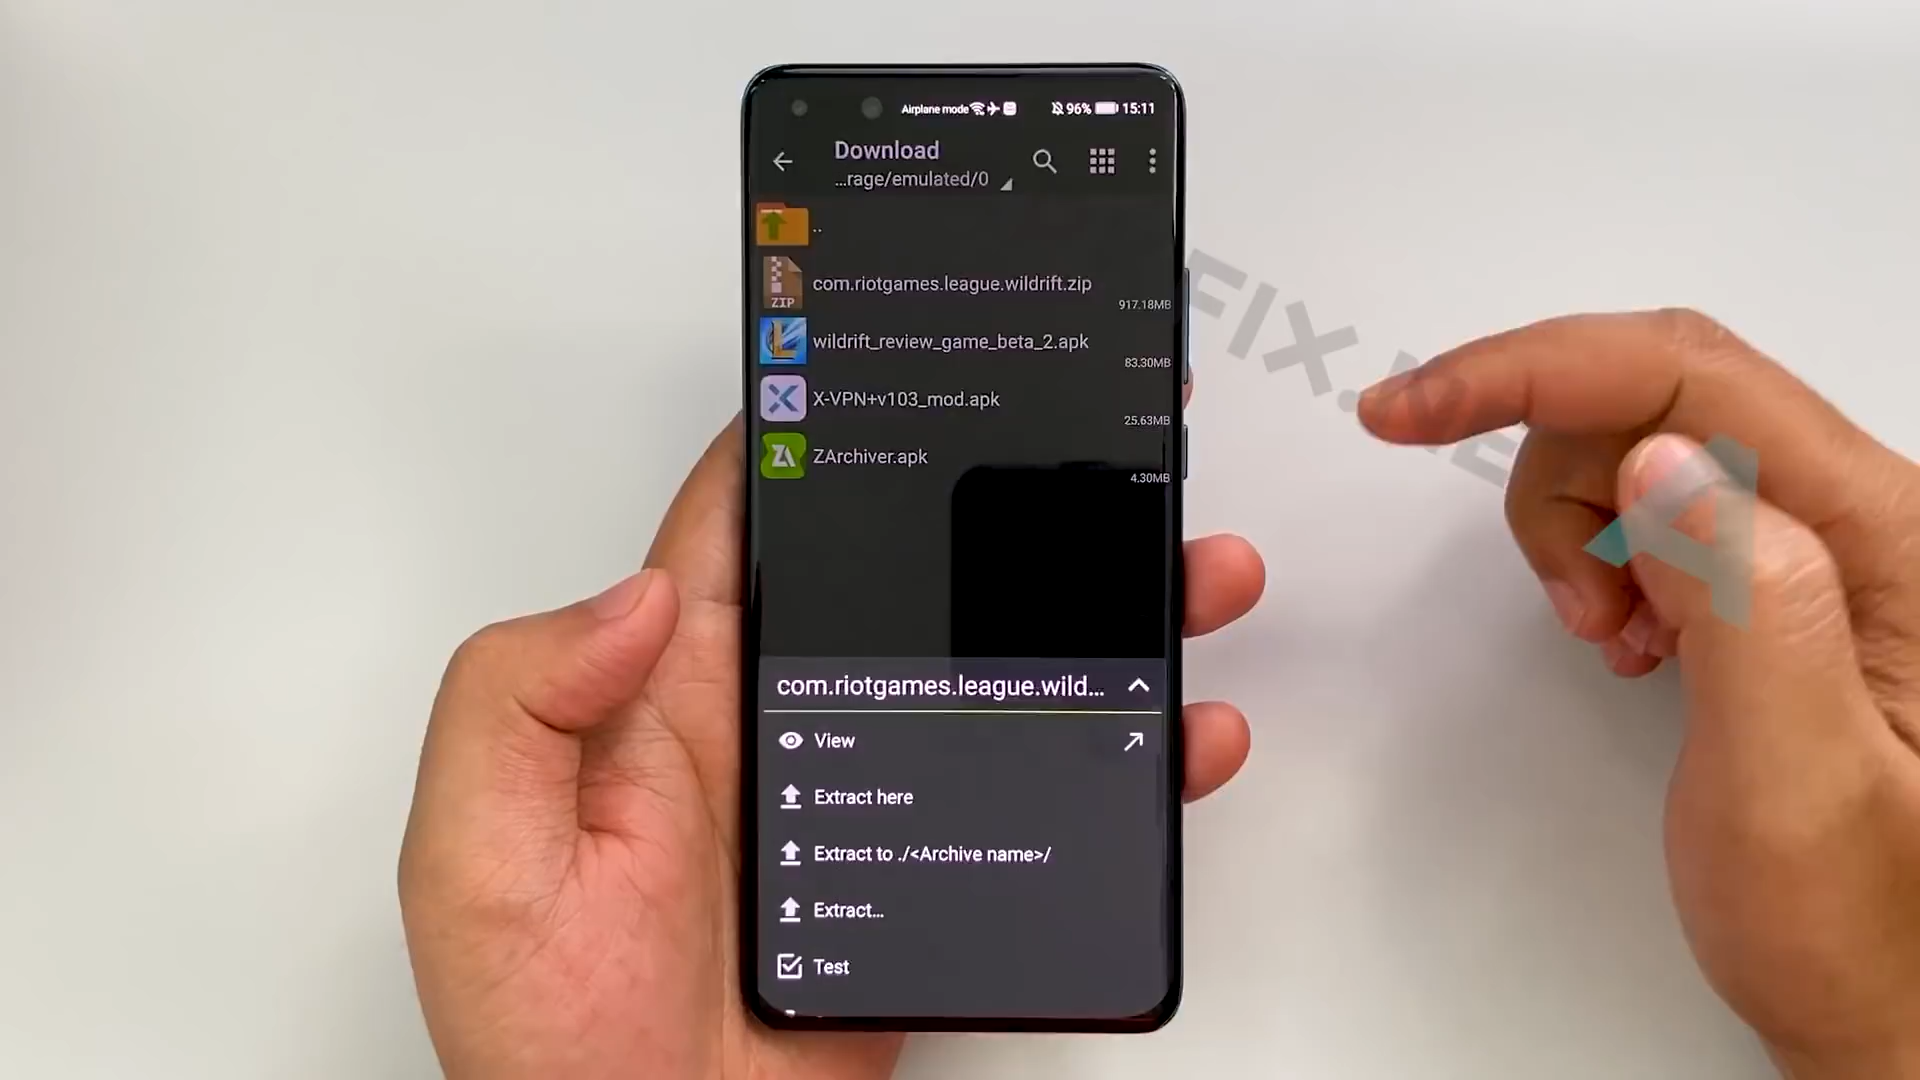 Airplane mode 96% 15:11
Download
...rage/emulated/0
..
com.riotgames.league.wildrift.zip
917.18MB
ZIP
wildrift_review_game_beta_2.apk
83.30MB
X-VPN+v103_mod.apk
25.63MB
ZArchiver.apk
4.30MB
com.riotgames.league.wild...
View
Extract here
Extract to ./<Archive name>/
Extract...
Test
FIX.
A